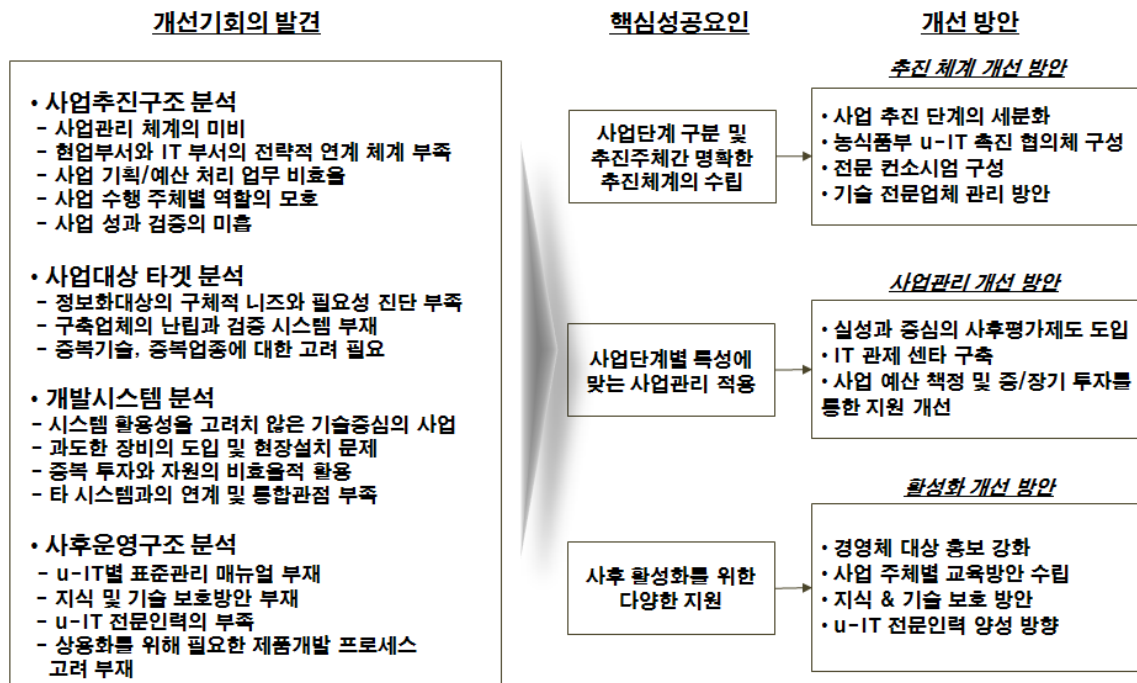 개선기회의 발견
• 사업추진구조 분석
- 사업관리 체계의 미비
- 현업부서와 IT 부서의 전략적 연계 체계 부족
- 사업 기획/예산 처리 업무 비효율
- 사업 수행 주체별 역할의 모호
- 사업 성과 검증의 미흡
• 사업대상 타겟 분석
- 정보화대상의 구체적 니즈와 필요성 진단 부족
- 구축업체의 난립과 검증 시스템 부재
- 중복기술, 중복업종에 대한 고려 필요
• 개발시스템 분석
- 시스템 활용성을 고려치 않은 기술중심의 사업
- 과도한 장비의 도입 및 현장설치 문제
- 중복 투자와 자원의 비효율적 활용
- 타 시스템과의 연계 및 통합관점 부족
• 사후운영구조 분석
- u-IT별 표준관리 매뉴얼 부재
- 지식 및 기술 보호방안 부재
- u-IT 전문인력의 부족
- 상용화를 위해 필요한 제품개발 프로세스
고려 부재
핵심성공요인
사업단계 구분 및
추진주체간 명확한
추진체계의 수립
사업단계별 특성에
맞는 사업관리 적용
사후 활성화를 위한
다양한 지원
개선 방안
추진 체계 개선 방안
• 사업 추진 단계의 세분화
• 농식품부 u-IT 촉진 협의체 구성
• 전문 컨소시엄 구성
• 기술 전문업체 관리 방안
사업관리 개선 방안
• 실성과 중심의 사후평가제도 도입
• IT 관제 센타 구축
• 사업 예산 책정 및 중/장기 투자를
통한 지원 개선
활성화 개선 방안
• 경영체 대상 홍보 강화
• 사업 주체별 교육방안 수립
• 지식 & 기술 보호 방안
• u-IT 전문인력 양성 방향